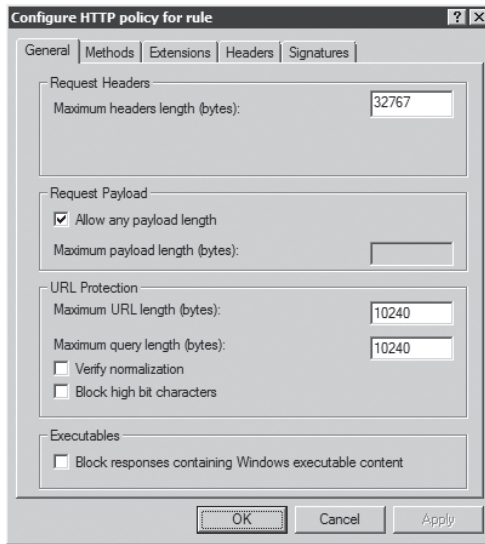 Configure HTTP policy for rule
General Methods Extensions Headers Signatures
Request Headers
Maximum headers length (bytes): 32767
Request Payload
Allow any payload length
Maximum payload length (bytes):
URL Protection
Maximum URL length (bytes): 10240
Maximum query length (bytes): 10240
Verify normalization
Block high bit characters
Executables
Block responses containing Windows executable content
OK Cancel Apply